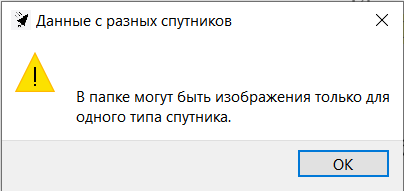 Данные с разных спутников
В папке могут быть изображения только для
одного типа спутника.
OK